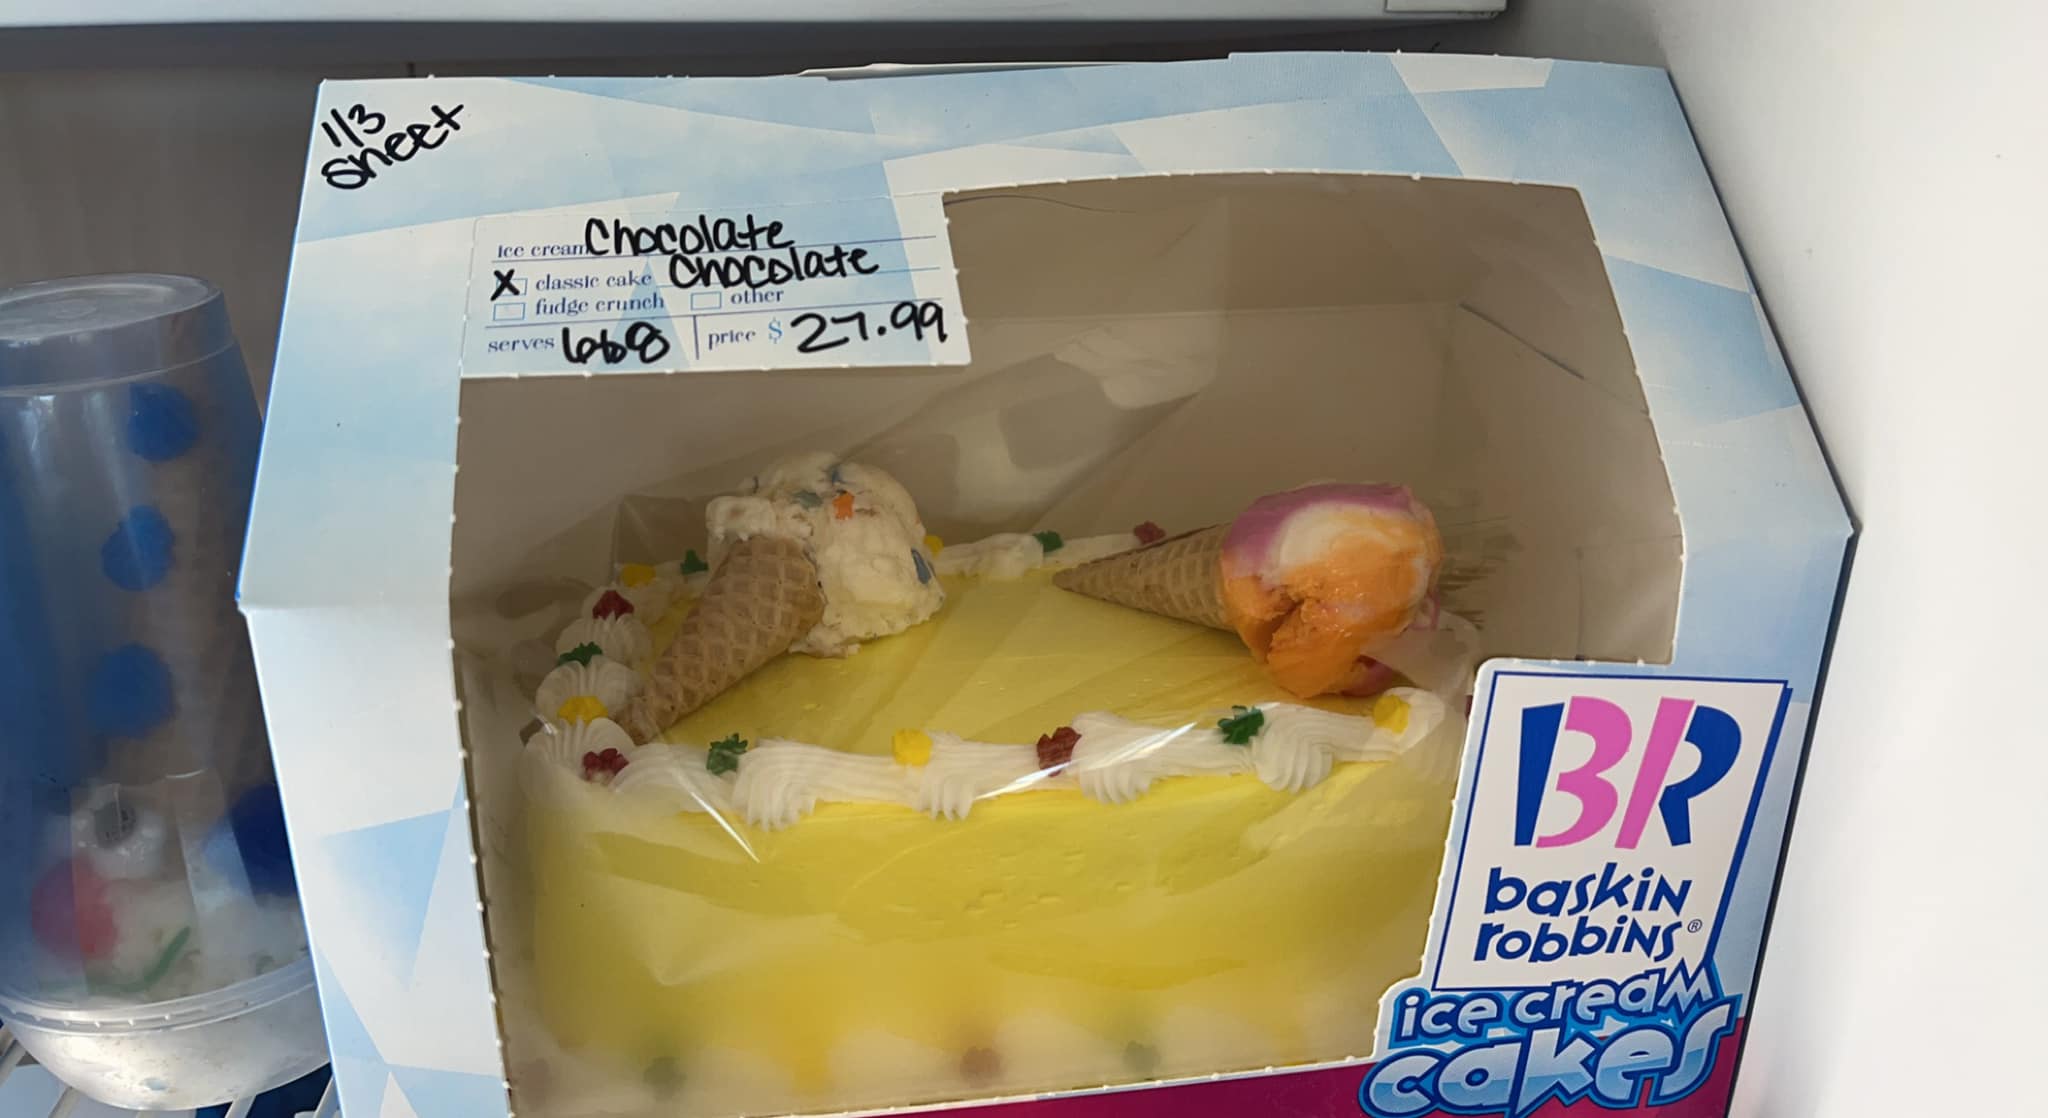 1/3
sheet
ice cream Chocolate
X classic cake Chocolate
fudge crunch other
serves 6b8 price $ 27.99
BR
baskin
robbins®
ice cream
cakes